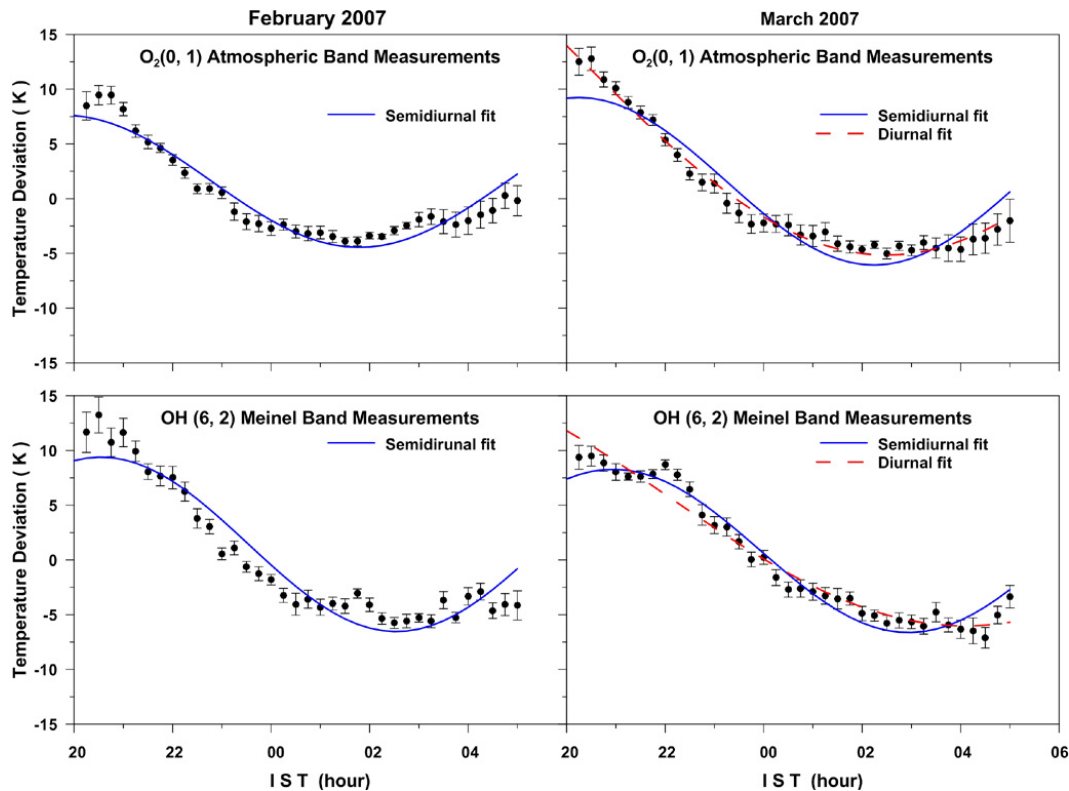 February 2007
March 2007
O₂(0, 1) Atmospheric Band Measurements
Semidiurnal fit
O₂(0, 1) Atmospheric Band Measurements
Semidiurnal fit
Diurnal fit
Temperature Deviation ( K )
15
10
5
0
-5
-10
-15
OH (6, 2) Meinel Band Measurements
Semidirunal fit
OH (6, 2) Meinel Band Measurements
Semidiurnal fit
Diurnal fit
Temperature Deviation ( K )
15
10
5
0
-5
-10
-15
20 22 00 02 04 20 22 00 02 04 06
I S T (hour)
I S T (hour)